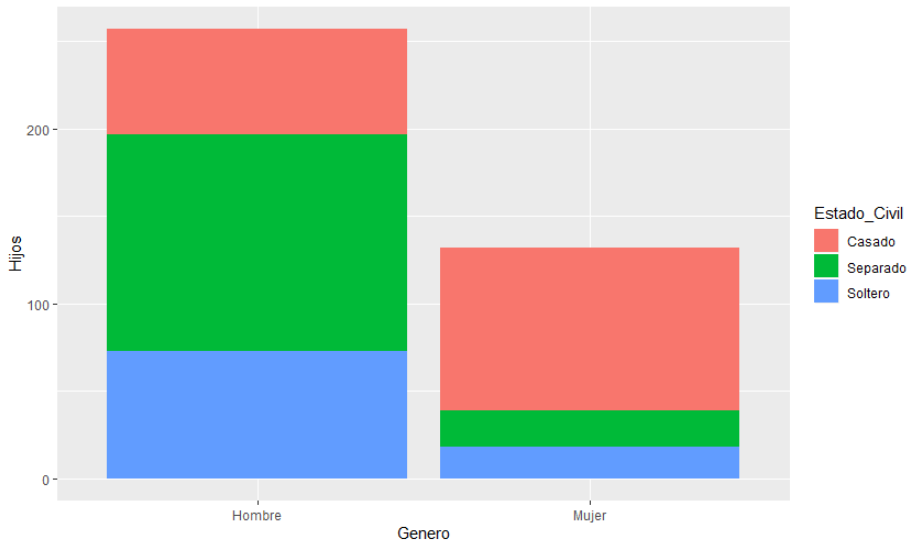 200
100
0
Hijos
Hombre
Mujer
Genero
Estado_Civil
Casado
Separado
Soltero